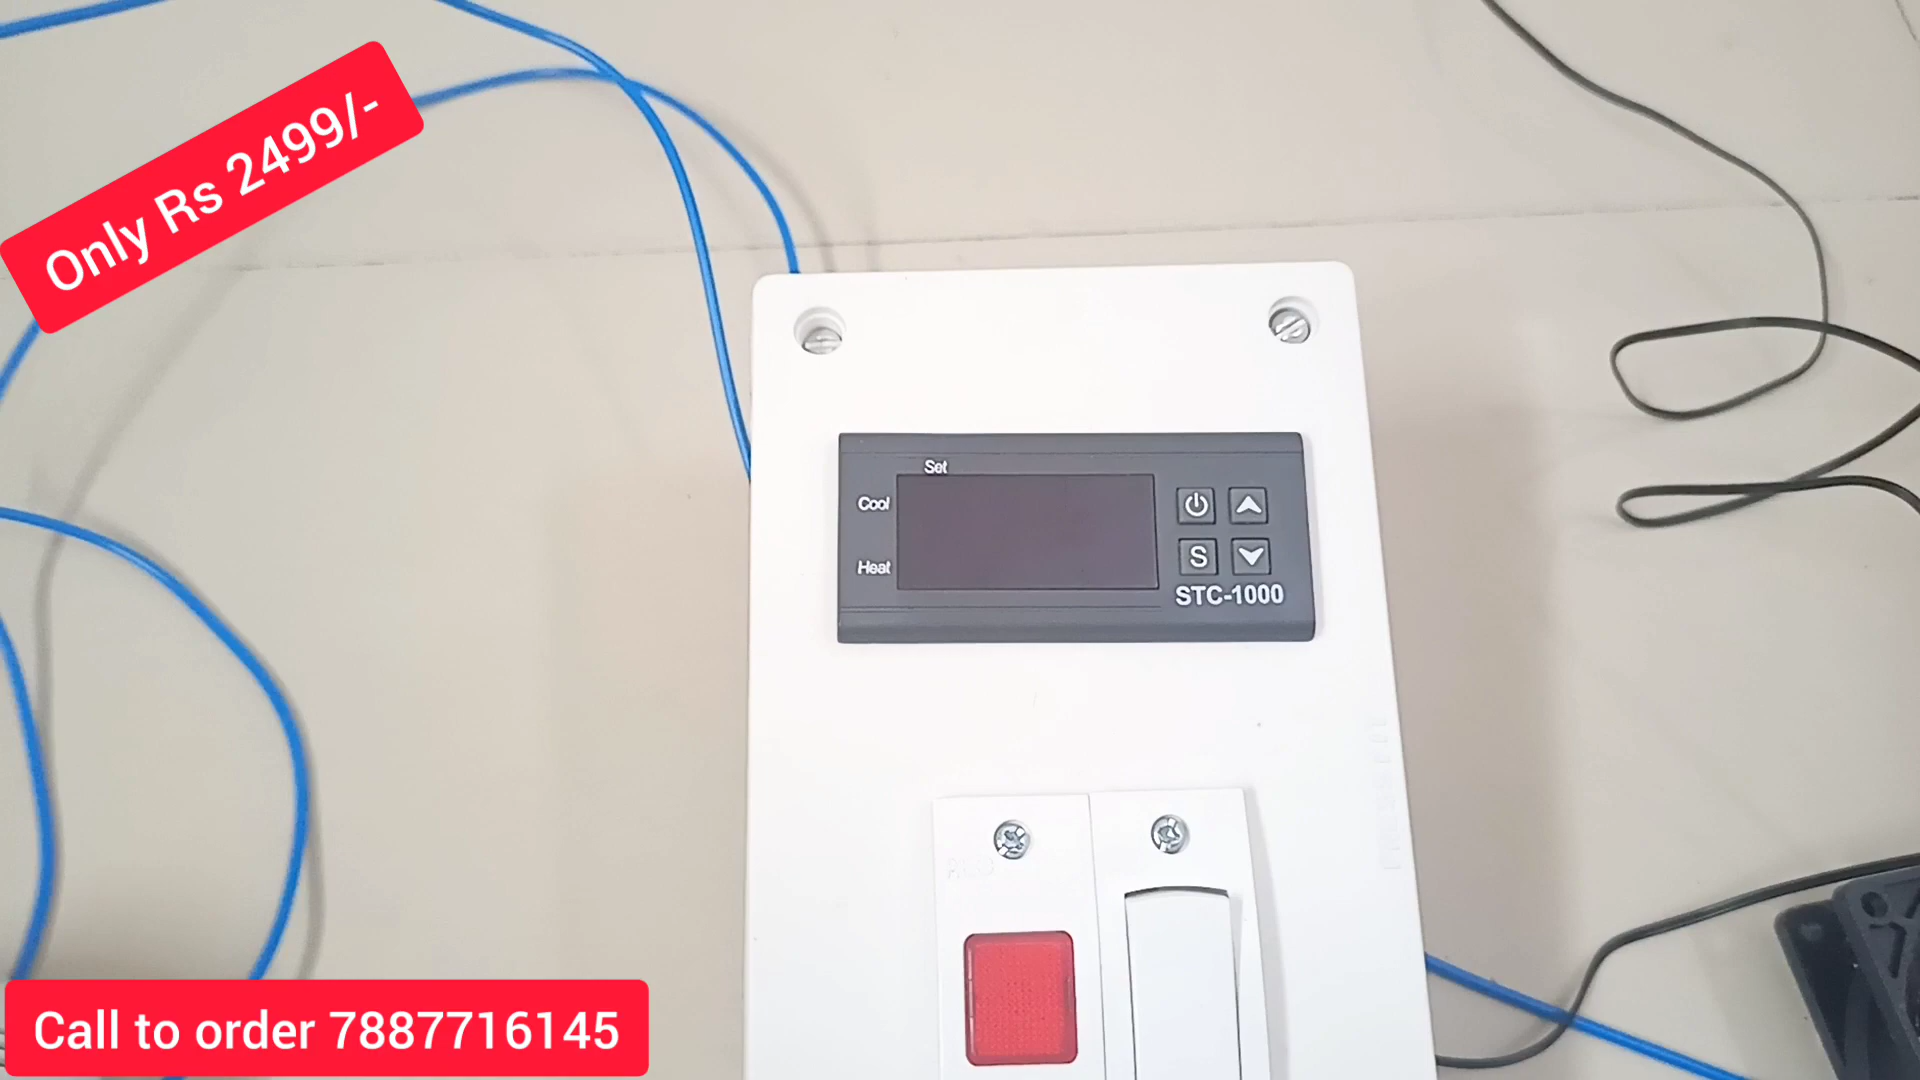 Only Rs 2499/-
Set
Cool
Heat
S
STC-1000
Call to order 7887716145